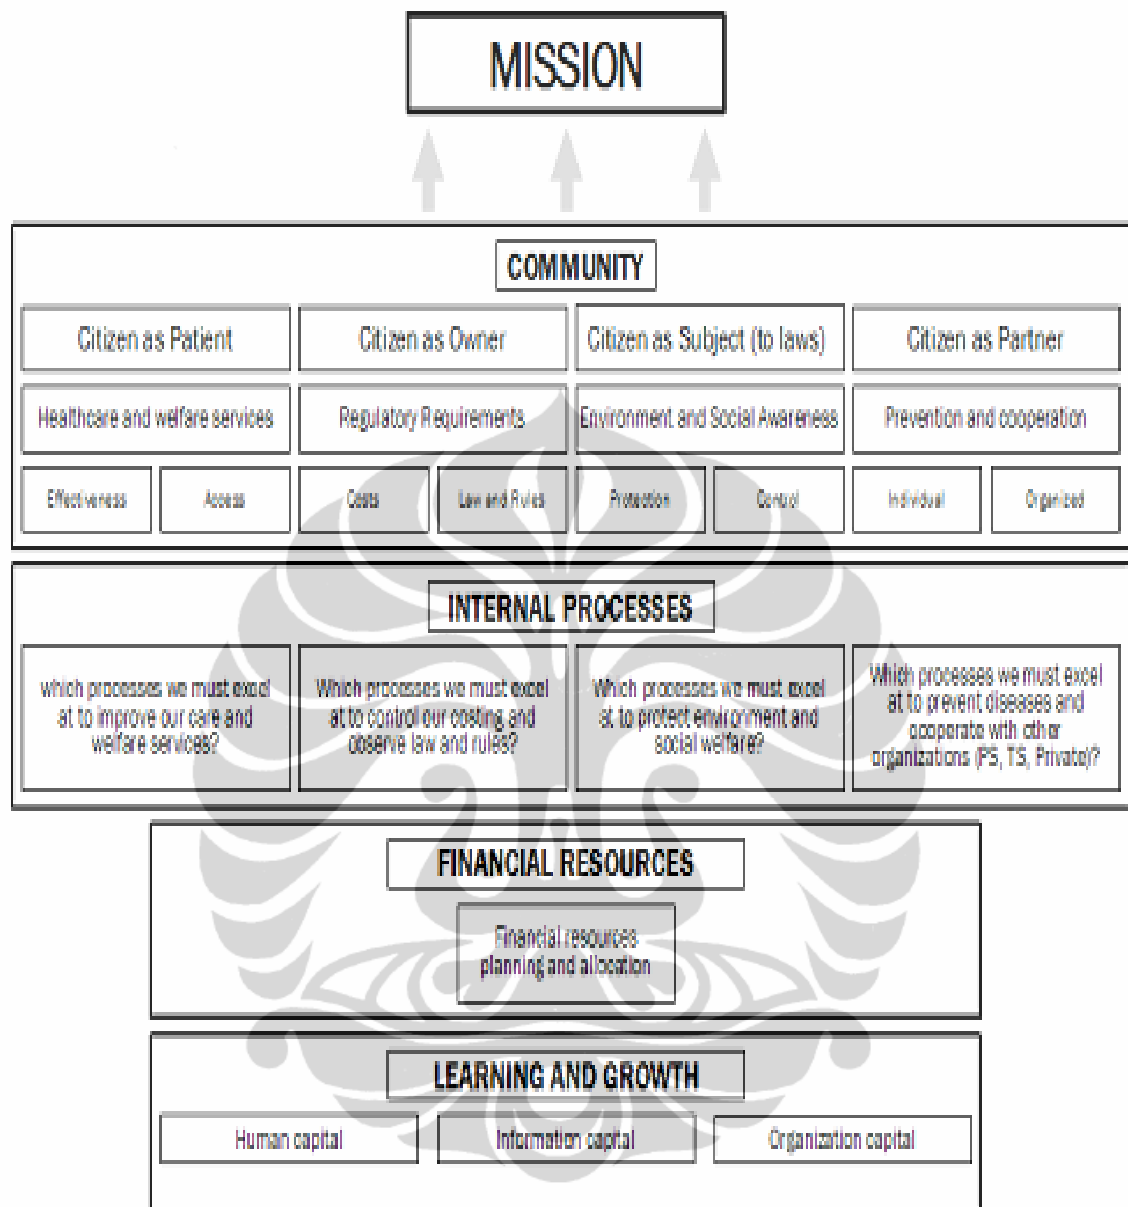 MISSION
COMMUNITY
Citizen as Patient
Citizen as Owner
Citizen as Subject (to laws)
Citizen as Partner
Healthcare and welfare services
Regulatory Requirements
Environment and Social Awareness
Prevention and cooperation
Effectiveness
Access
Costs
Law and Rules
Protection
Control
Individual
Organized
INTERNAL PROCESSES
which processes we must excel
at to improve our care and
welfare services?
Which processes we must excel
at to control our costing and
observe law and rules?
Which processes we must excel
at to protect environment and
social welfare?
Which processes we must excel
at to prevent diseases and
cooperate with other
organizations (PS, TS, Private)?
FINANCIAL RESOURCES
Financial resources
planning and allocation
LEARNING AND GROWTH
Human capital
Information capital
Organization capital